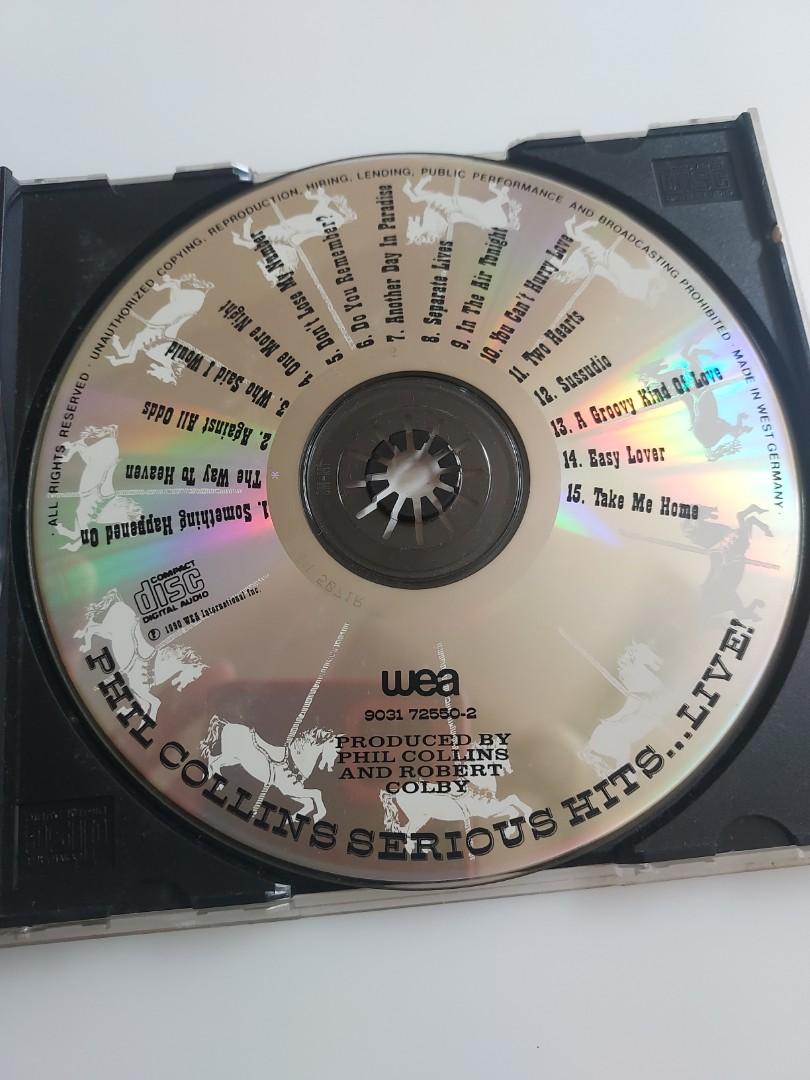 · ALL RIGHTS RESERVED · UNAUTHORIZED COPYING, REPRODUCTION, HIRING, LENDING, PUBLIC PERFORMANCE AND BROADCASTING PROHIBITED · MADE IN WEST GERMANY ·
1. Something Happened On
The Way To Heaven
2. Against All Odds
3. Who Said I Would
4. One More Night
5. Don't Lose My Number
6. Do You Remember?
7. Another Day In Paradise
8. Separate Lives
9. In The Air Tonight
10. You Can't Hurry Love
11. Two Hearts
12. Sussudio
13. A Groovy Kind Of Love
14. Easy Lover
15. Take Me Home
COMPACT
disc
DIGITAL AUDIO
℗ 1990 WEA International Inc.
wea
9031 72550-2
PRODUCED BY
PHIL COLLINS
AND ROBERT
COLBY
PHIL COLLINS SERIOUS HITS...LIVE!